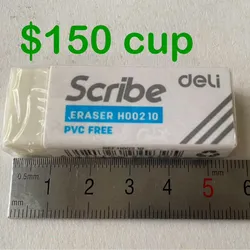 $150 cup
Scribe deli
ERASER H00210
PVC FREE
0.5mm 1 2 3 4 5 6